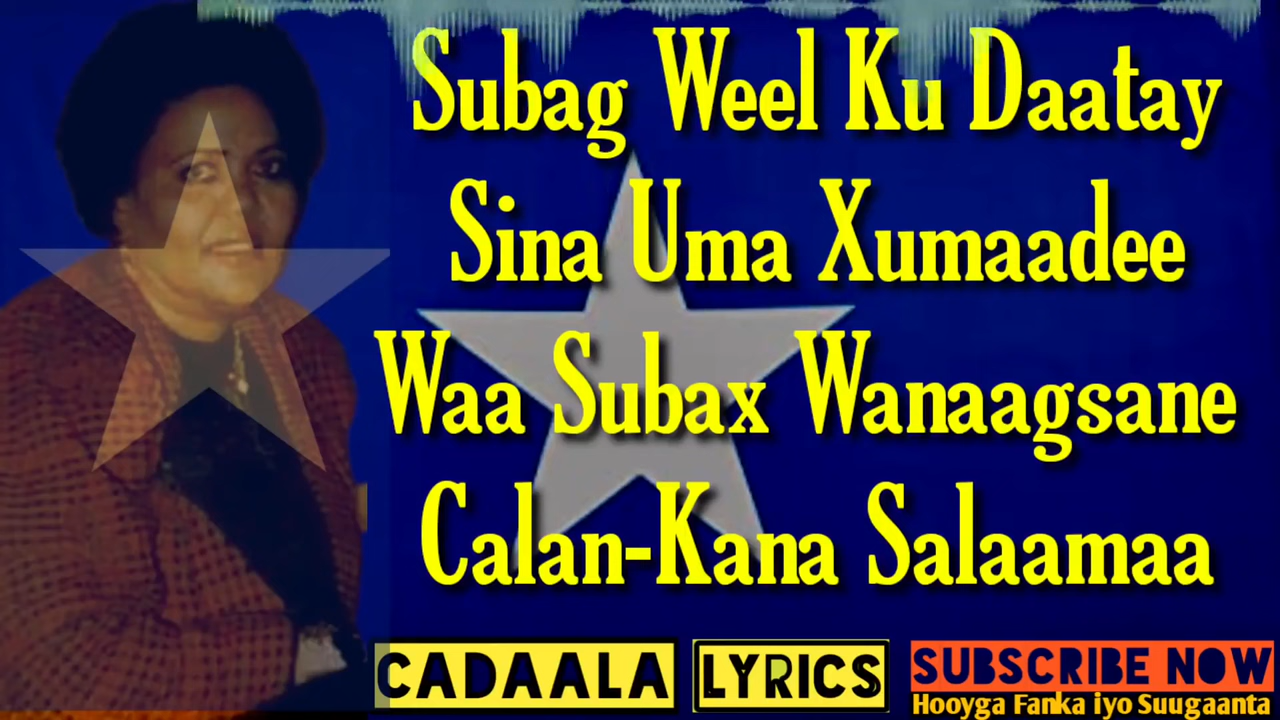 Subag Weel Ku Daatay
Sina Uma Xumaadee
Waa Subax Wanaagsane
Calan-Kana Salaamaa
CADAALA LYRICS SUBSCRIBE NOW
Hooyga Fanka iyo Suugaanta